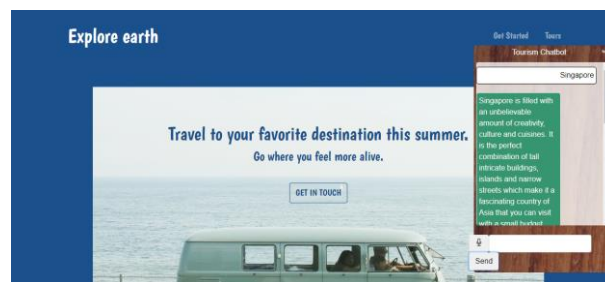 Explore earth
Get Started Tours
Tourism Chatbot
Singapore
Singapore is filled with
an unbelievable
amount of creativity,
culture and cuisines. It
is the perfect
combination of tall
intricate buildings,
islands and narrow
streets which make it a
fascinating country of
Asia that you can visit
with a small budget
Travel to your favorite destination this summer.
Go where you feel more alive.
GET IN TOUCH
Send